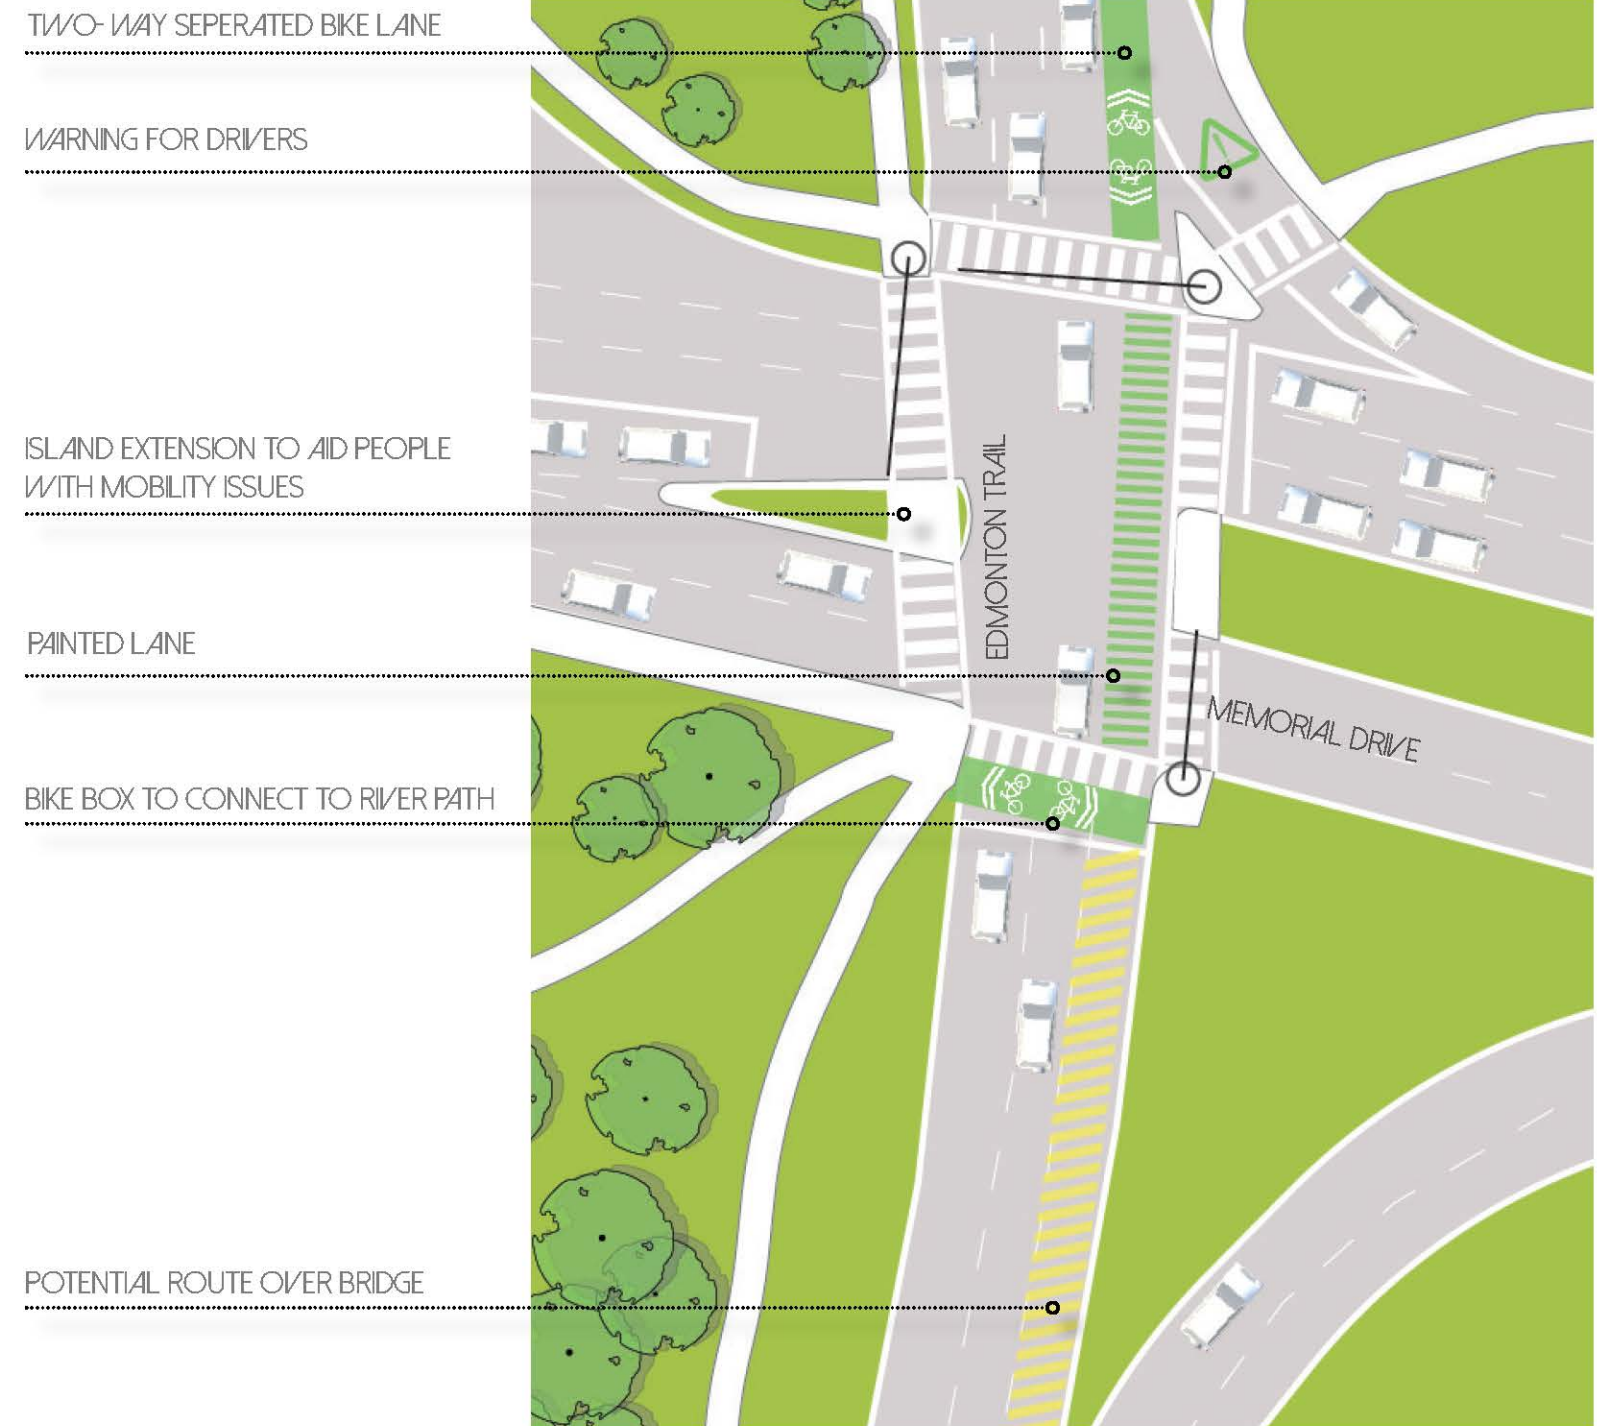 TWO-WAY SEPERATED BIKE LANE
WARNING FOR DRIVERS
ISLAND EXTENSION TO AID PEOPLE
WITH MOBILITY ISSUES
EDMONTON TRAIL
PAINTED LANE
MEMORIAL DRIVE
BIKE BOX TO CONNECT TO RIVER PATH
POTENTIAL ROUTE OVER BRIDGE